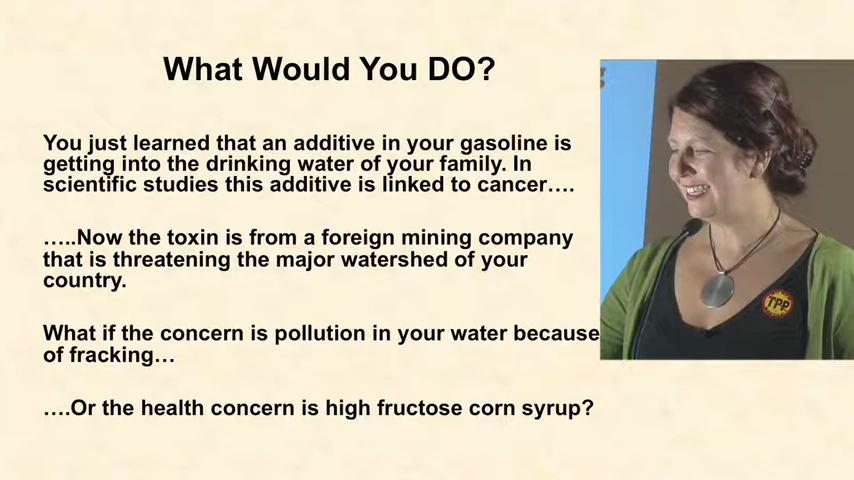 What Would You DO?
You just learned that an additive in your gasoline is
getting into the drinking water of your family. In
scientific studies this additive is linked to cancer….
…..Now the toxin is from a foreign mining company
that is threatening the major watershed of your
country.
What if the concern is pollution in your water because
of fracking…
….Or the health concern is high fructose corn syrup?
TPP